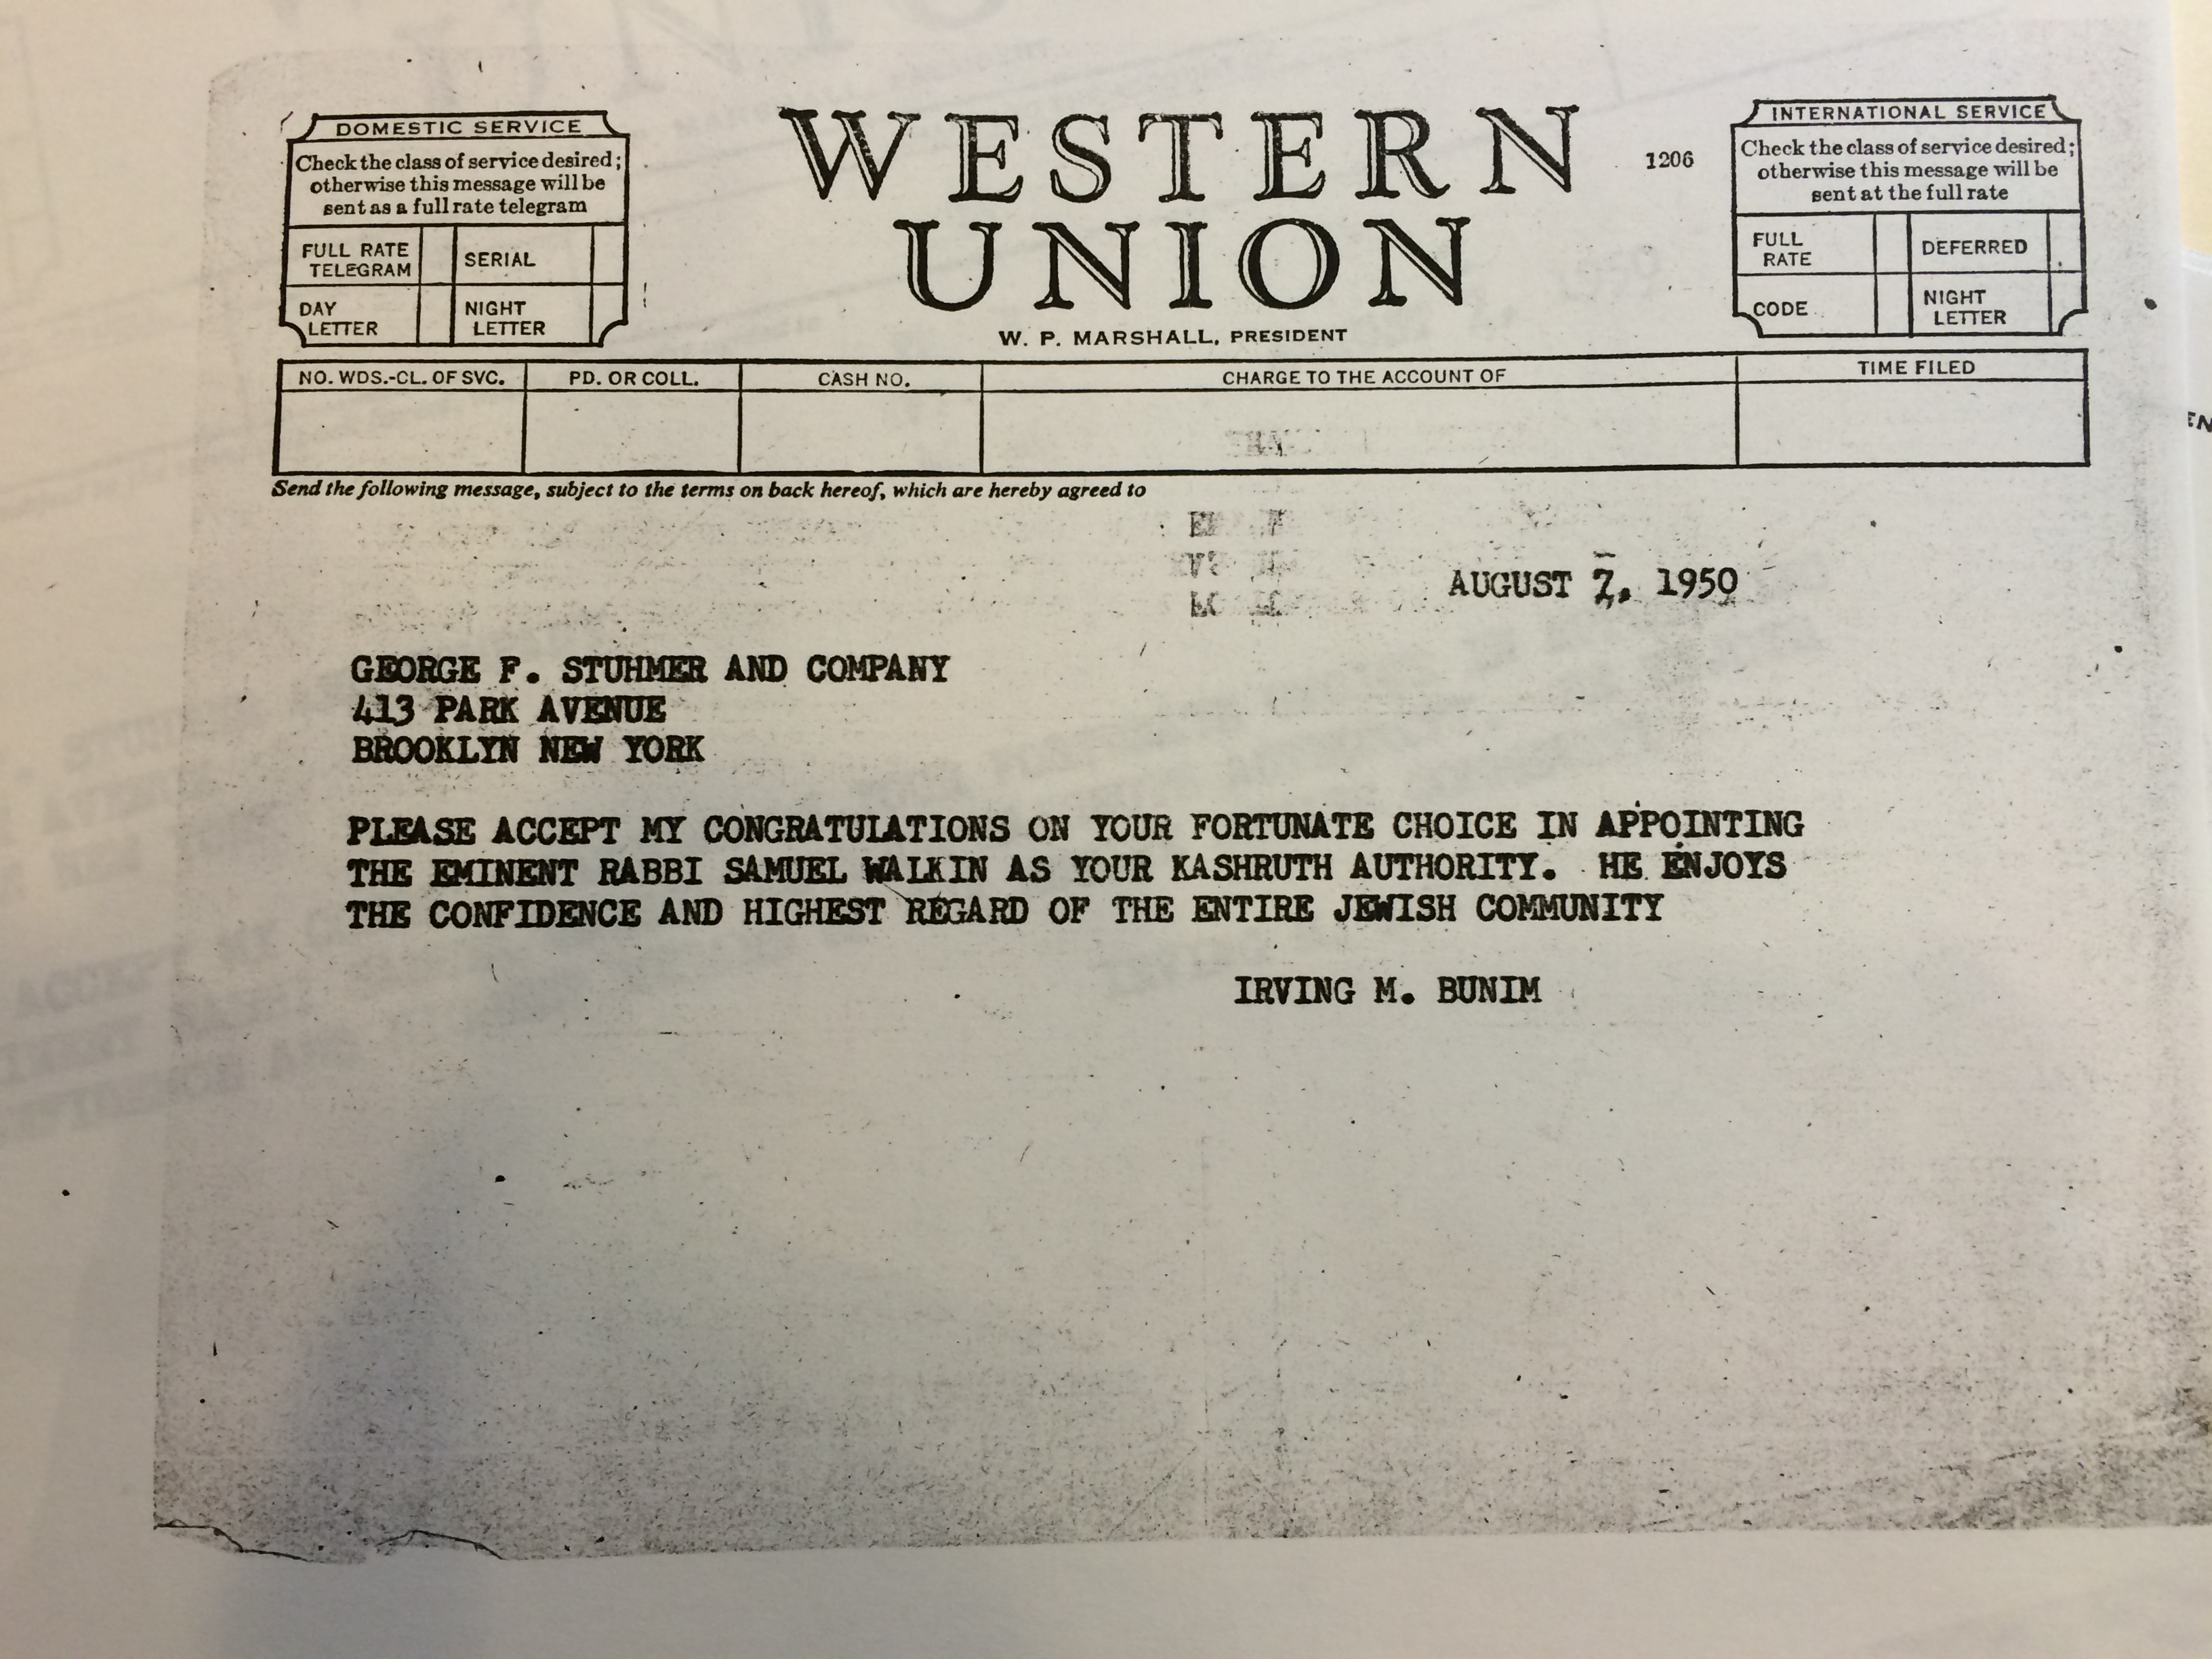 DOMESTIC SERVICE
Check the class of service desired;
otherwise this message will be
sent as a full rate telegram
FULL RATE TELEGRAM SERIAL
DAY LETTER NIGHT LETTER
WESTERN
UNION
1206
W. P. MARSHALL, PRESIDENT
INTERNATIONAL SERVICE
Check the class of service desired;
otherwise this message will be
sent at the full rate
FULL RATE DEFERRED
CODE NIGHT LETTER
NO. WDS.-CL. OF SVC. PD. OR COLL. CASH NO. CHARGE TO THE ACCOUNT OF TIME FILED
Send the following message, subject to the terms on back hereof, which are hereby agreed to
AUGUST 7, 1950
GEORGE F. STUHMER AND COMPANY
413 PARK AVENUE
BROOKLYN NEW YORK
PLEASE ACCEPT MY CONGRATULATIONS ON YOUR FORTUNATE CHOICE IN APPOINTING
THE EMINENT RABBI SAMUEL WALKIN AS YOUR KASHRUTH AUTHORITY. HE ENJOYS
THE CONFIDENCE AND HIGHEST REGARD OF THE ENTIRE JEWISH COMMUNITY
IRVING M. BUNIM